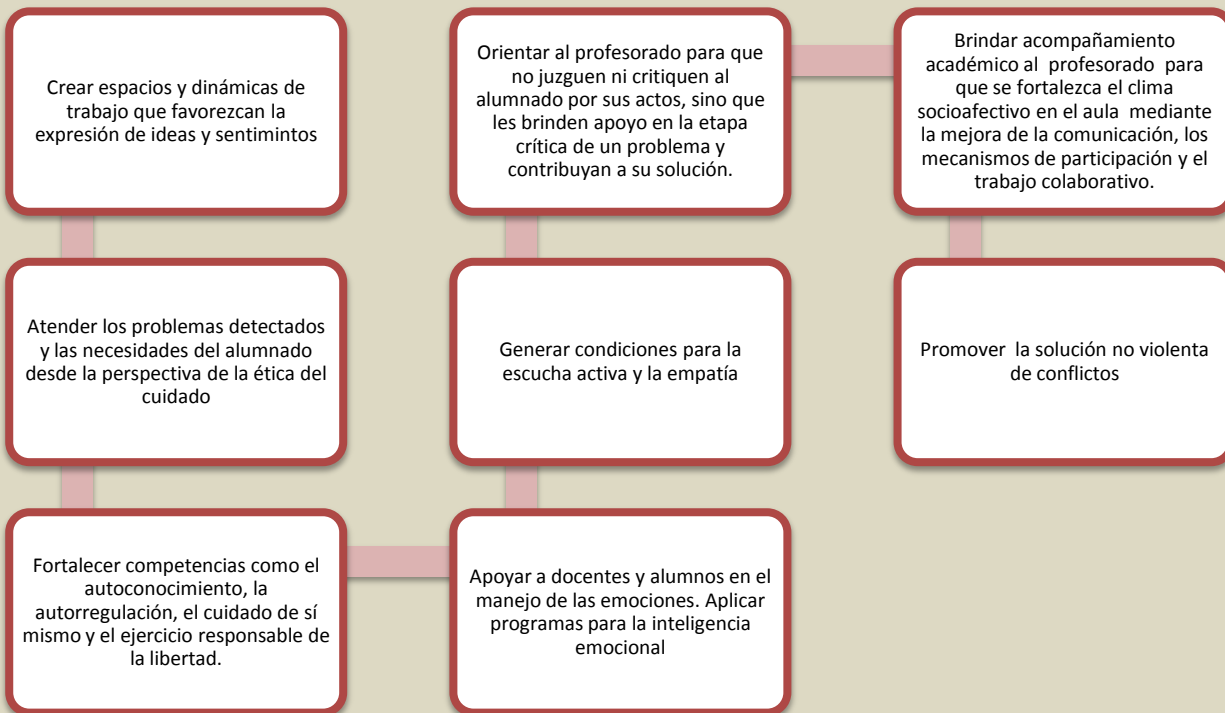 Crear espacios y dinámicas de
trabajo que favorezcan la
expresión de ideas y sentimintos
Atender los problemas detectados
y las necesidades del alumnado
desde la perspectiva de la ética del
cuidado
Fortalecer competencias como el
autoconocimiento, la
autorregulación, el cuidado de sí
mismo y el ejercicio responsable de
la libertad.
Apoyar a docentes y alumnos en el
manejo de las emociones. Aplicar
programas para la inteligencia
emocional
Generar condiciones para la
escucha activa y la empatía
Orientar al profesorado para que
no juzguen ni critiquen al
alumnado por sus actos, sino que
les brinden apoyo en la etapa
crítica de un problema y
contribuyan a su solución.
Brindar acompañamiento
académico al profesorado para
que se fortalezca el clima
socioafectivo en el aula mediante
la mejora de la comunicación, los
mecanismos de participación y el
trabajo colaborativo.
Promover la solución no violenta
de conflictos